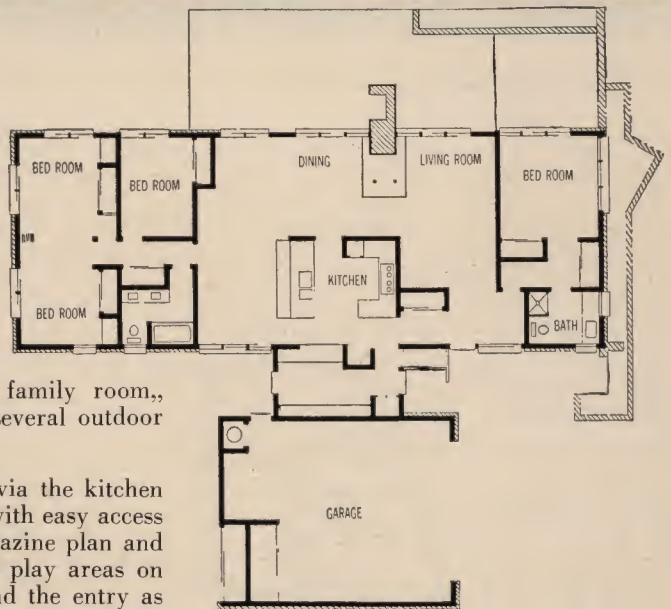 BED ROOM
BED ROOM
DINING
LIVING ROOM
BED ROOM
KITCHEN
BED ROOM
BATH
GARAGE
family room,,
several outdoor
via the kitchen
with easy access
azine plan and
play areas on
nd the entry as